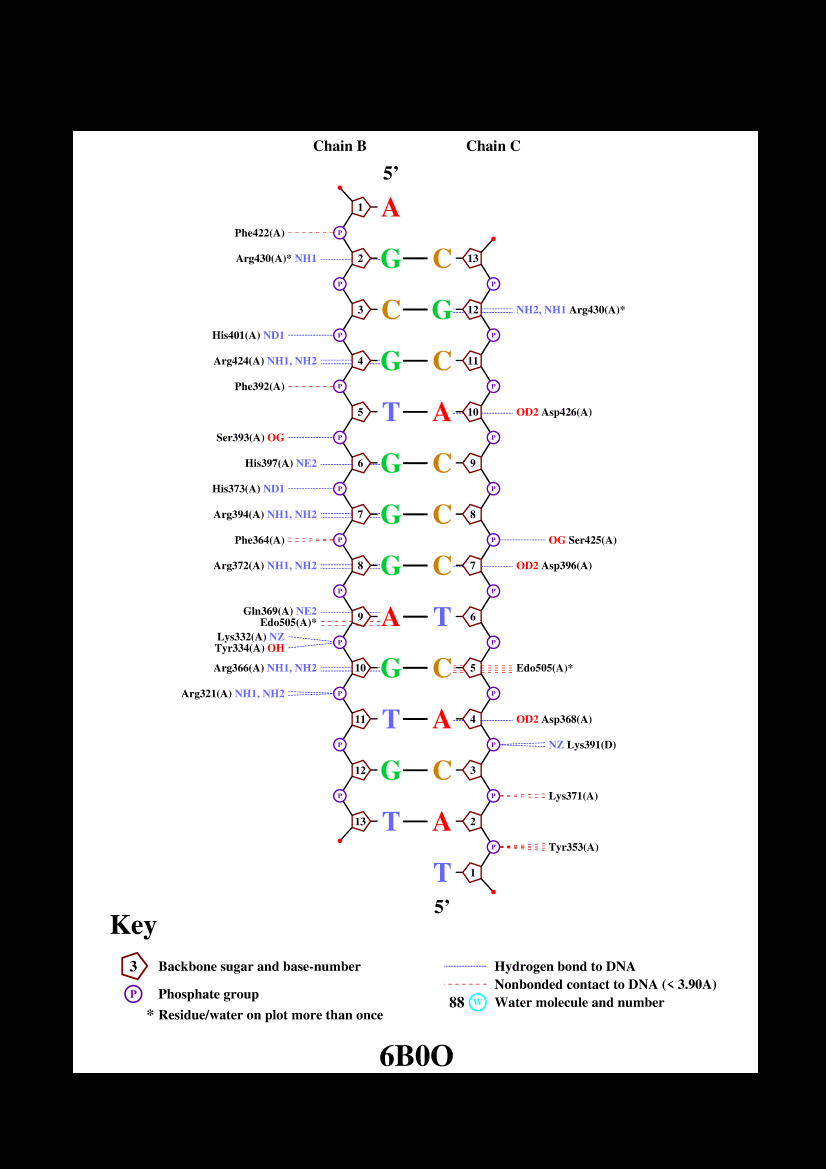 Chain B Chain C
5’
1 A
Phe422(A) P
Arg430(A)* NH1 2 G C 13
P P
3 C G 12 NH2, NH1 Arg430(A)*
His401(A) ND1 P P
Arg424(A) NH1, NH2 4 G C 11
Phe392(A) P P
5 T A 10 OD2 Asp426(A)
Ser393(A) OG P P
His397(A) NE2 6 G C 9
His373(A) ND1 P P
Arg394(A) NH1, NH2 7 G C 8
Phe364(A) P P OG Ser425(A)
Arg372(A) NH1, NH2 8 G C 7 OD2 Asp396(A)
P P
Gln369(A) NE2 9 A T 6
Edo505(A)*
Lys332(A) NZ P P
Tyr334(A) OH
Arg366(A) NH1, NH2 10 G C 5 Edo505(A)*
Arg321(A) NH1, NH2 P P
11 T A 4 OD2 Asp368(A)
P P NZ Lys391(D)
12 G C 3
P P Lys371(A)
13 T A 2
P Tyr353(A)
T 1
5’
Key
3 Backbone sugar and base-number
P Phosphate group
* Residue/water on plot more than once
Hydrogen bond to DNA
Nonbonded contact to DNA (< 3.90A)
88 W Water molecule and number
6B0O